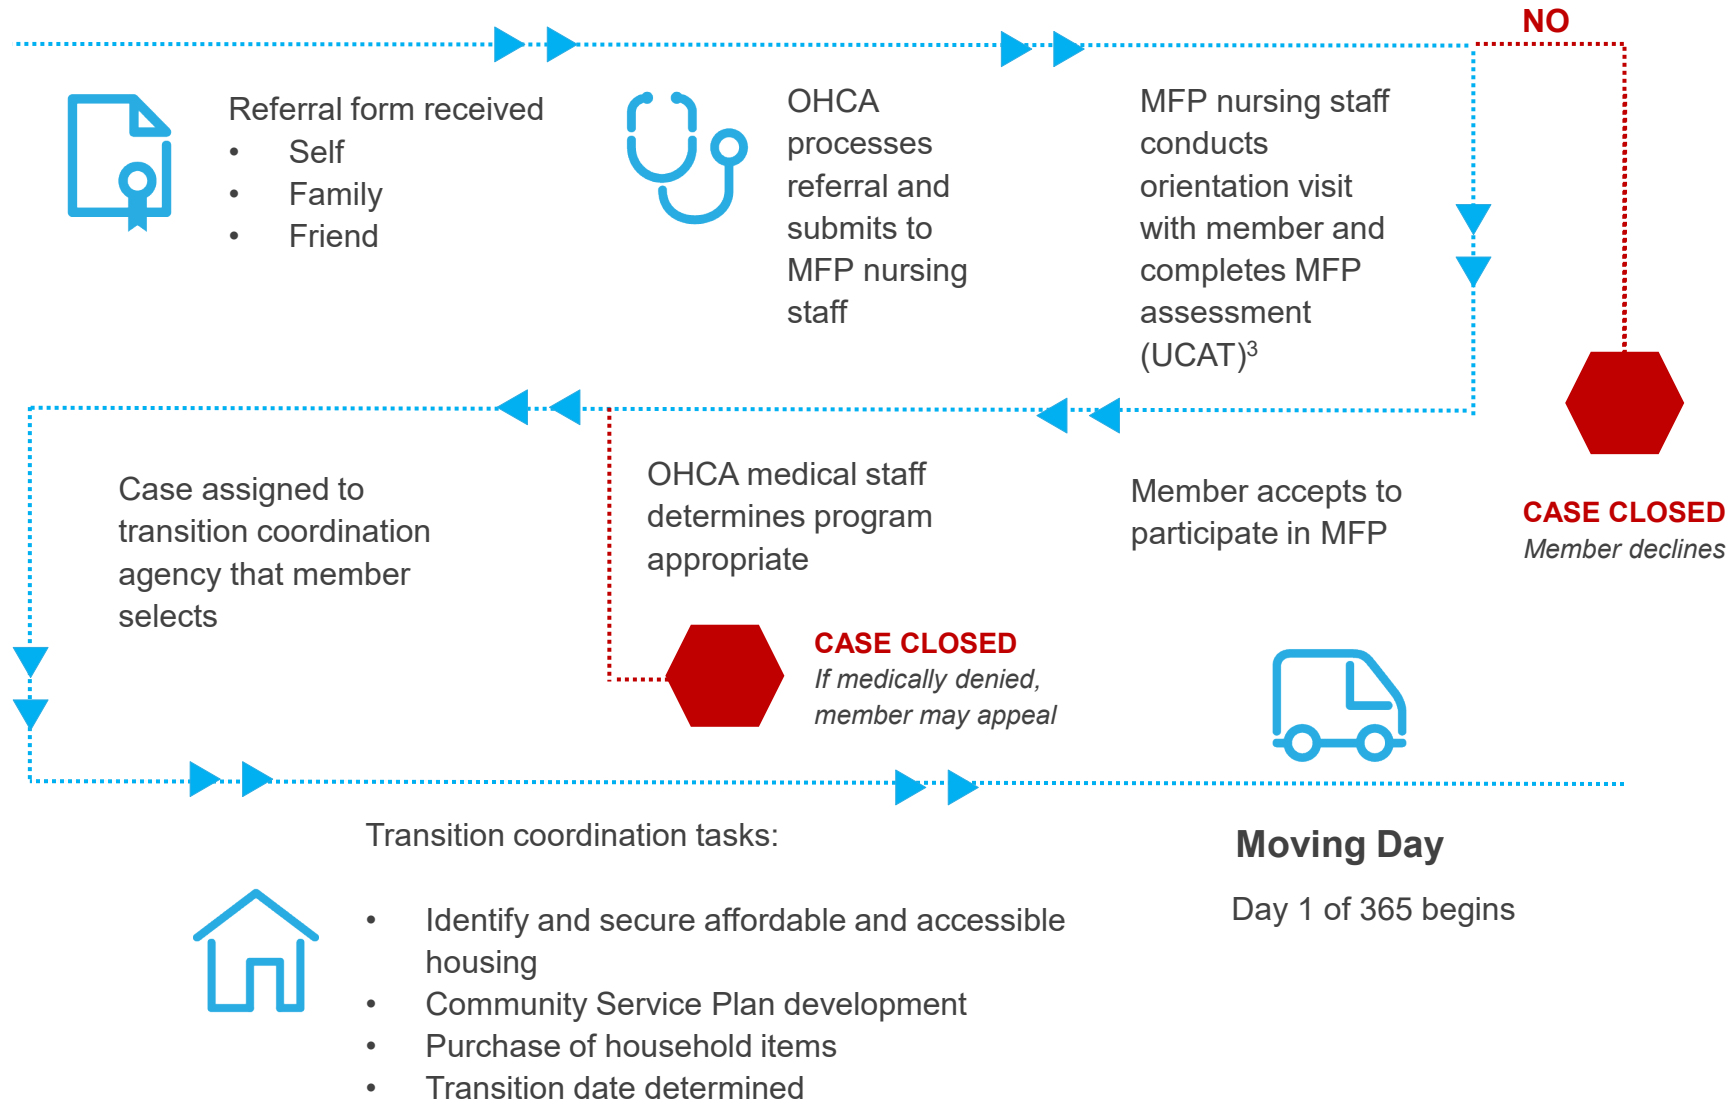 NO
Referral form received
• Self
• Family
• Friend
OHCA
processes
referral and
submits to
MFP nursing
staff
MFP nursing staff
conducts
orientation visit
with member and
completes MFP
assessment
(UCAT)³
CASE CLOSED
Member declines
Member accepts to
participate in MFP
OHCA medical staff
determines program
appropriate
CASE CLOSED
If medically denied,
member may appeal
Case assigned to
transition coordination
agency that member
selects
Transition coordination tasks:
• Identify and secure affordable and accessible
housing
• Community Service Plan development
• Purchase of household items
• Transition date determined
Moving Day
Day 1 of 365 begins